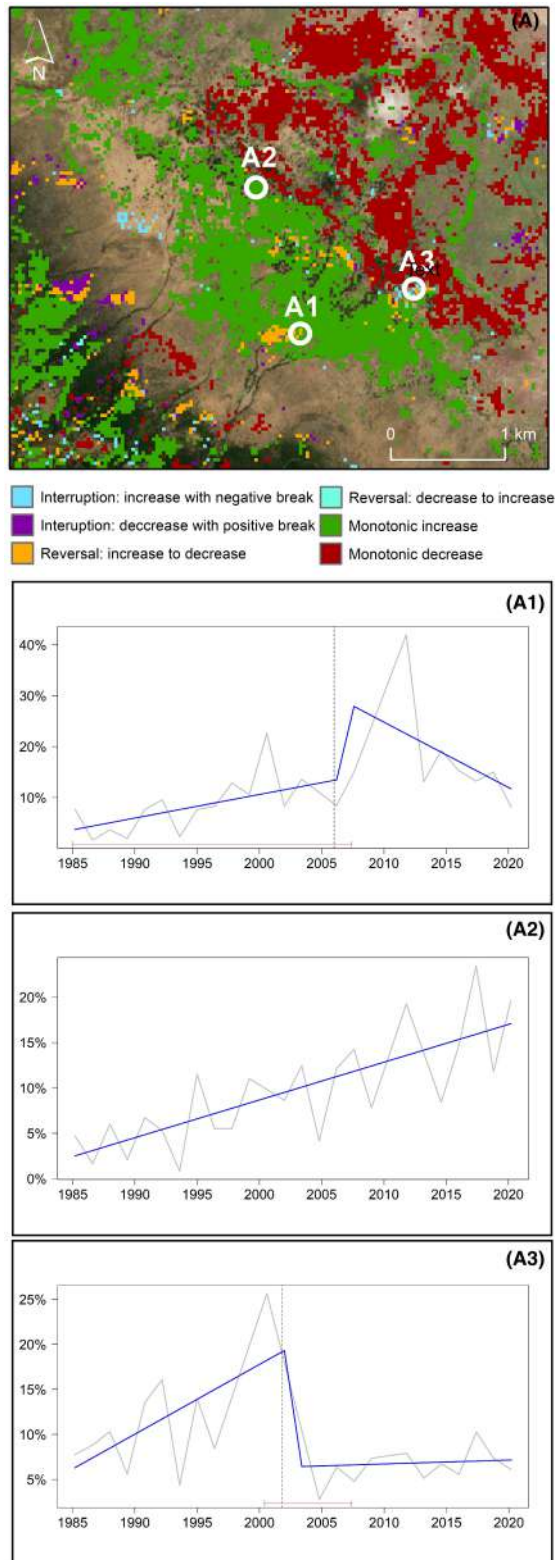 (A)
N
A2
A3
A1
0 1 km
Interruption: increase with negative break Reversal: decrease to increase
Interuption: deccrease with positive break Monotonic increase
Reversal: increase to decrease Monotonic decrease
(A1)
40%
30%
20%
10%
1985 1990 1995 2000 2005 2010 2015 2020
(A2)
20%
15%
10%
5%
0%
1985 1990 1995 2000 2005 2010 2015 2020
(A3)
25%
20%
15%
10%
5%
1985 1990 1995 2000 2005 2010 2015 2020